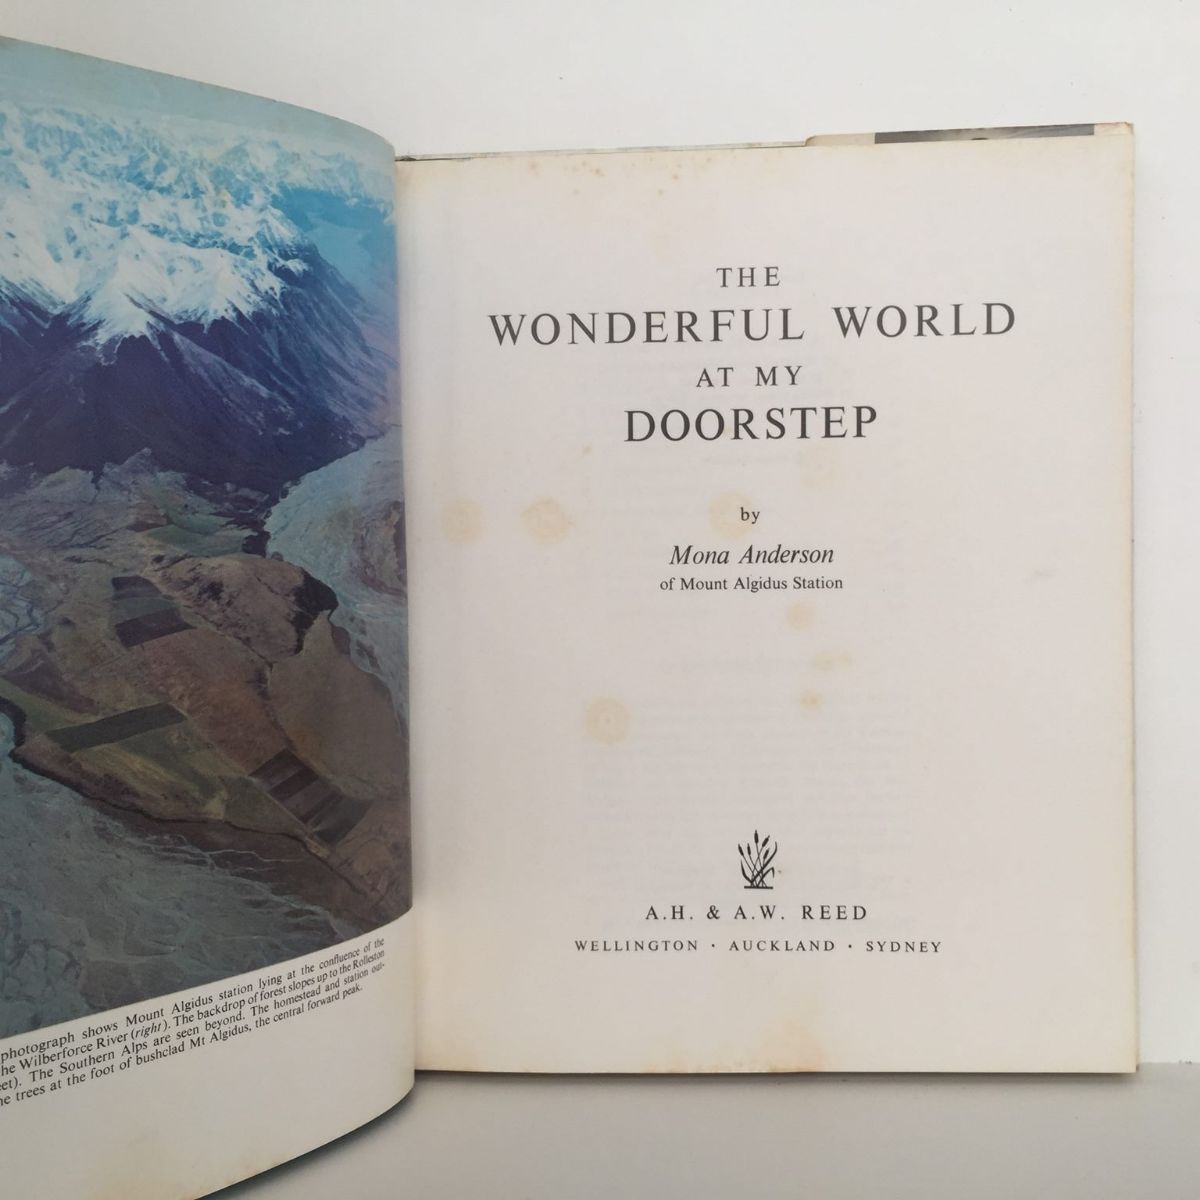 photograph shows Mount Algidus station lying at the confluence of the
the Wilberforce River (right). The backdrop of forest slopes up to the Rolleston
The Southern Alps are seen beyond. The homestead and station out-
trees at the foot of bushclad Mt Algidus, the central forward peak.
THE
WONDERFUL WORLD
AT MY
DOORSTEP
by
Mona Anderson
of Mount Algidus Station
A.H. & A.W. REED
WELLINGTON · AUCKLAND · SYDNEY